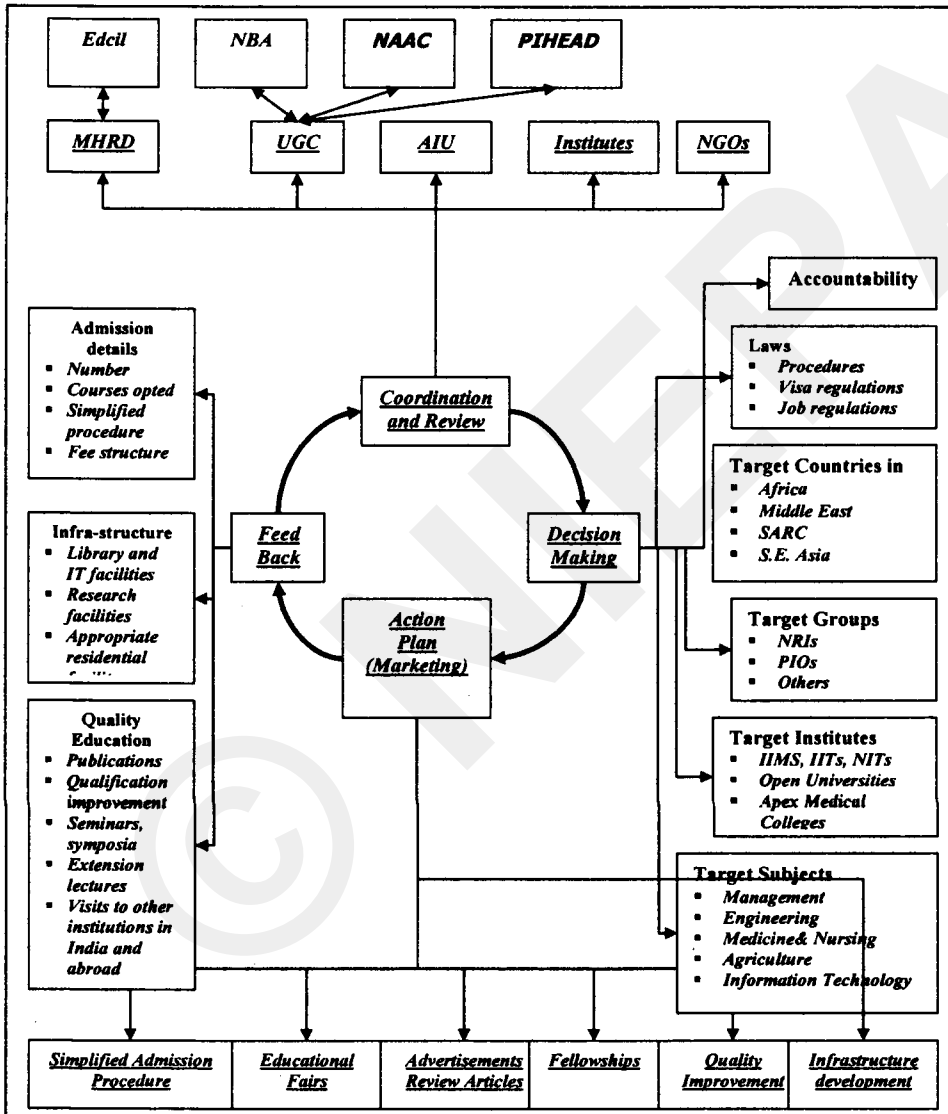 Edcil
NBA
NAAC
PIHEAD
MHRD
UGC
AIU
Institutes
NGOs
Accountability
Admission
details
▪ Number
▪ Courses opted
▪ Simplified
procedure
▪ Fee structure
Laws
▪ Procedures
▪ Visa regulations
▪ Job regulations
Coordination
and Review
Target Countries in
▪ Africa
▪ Middle East
▪ SARC
▪ S.E. Asia
Infra-structure
▪ Library and
IT facilities
▪ Research
facilities
▪ Appropriate
residential
Feed
Back
Decision
Making
Action
Plan
(Marketing)
Target Groups
▪ NRIs
▪ PIOs
▪ Others
Quality
Education
▪ Publications
▪ Qualification
improvement
▪ Seminars,
symposia
▪ Extension
lectures
▪ Visits to other
institutions in
India and
abroad
Target Institutes
▪ IIMS, IITs, NITs
▪ Open Universities
▪ Apex Medical
Colleges
Target Subjects
▪ Management
▪ Engineering
▪ Medicine& Nursing
▪ Agriculture
▪ Information Technology
Simplified Admission
Procedure
Educational
Fairs
Advertisements
Review Articles
Fellowships
Quality
Improvement
Infrastructure
development
© NIEPA